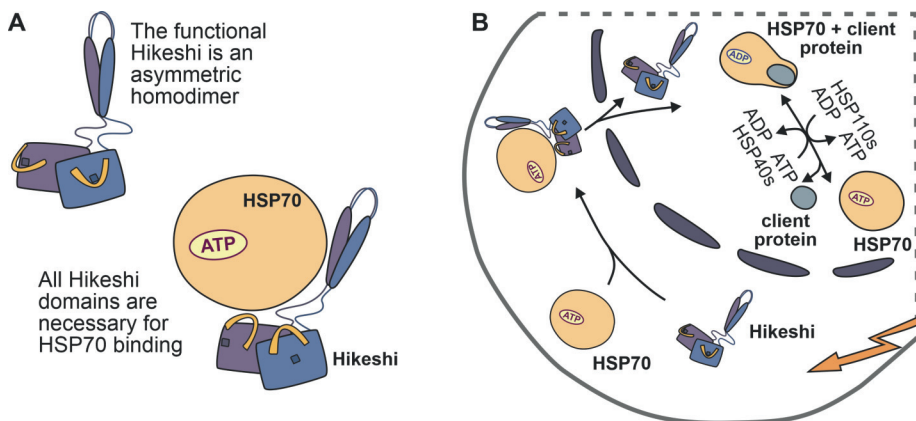 A
The functional
Hikeshi is an
asymmetric
homodimer
HSP70
ATP
All Hikeshi
domains are
necessary for
HSP70 binding
Hikeshi
B
HSP70 + client
protein
ADP
HSP110s
ADP
ATP
ADP
ATP
HSP40s
client
protein
ATP
HSP70
ATP
ATP
HSP70
Hikeshi